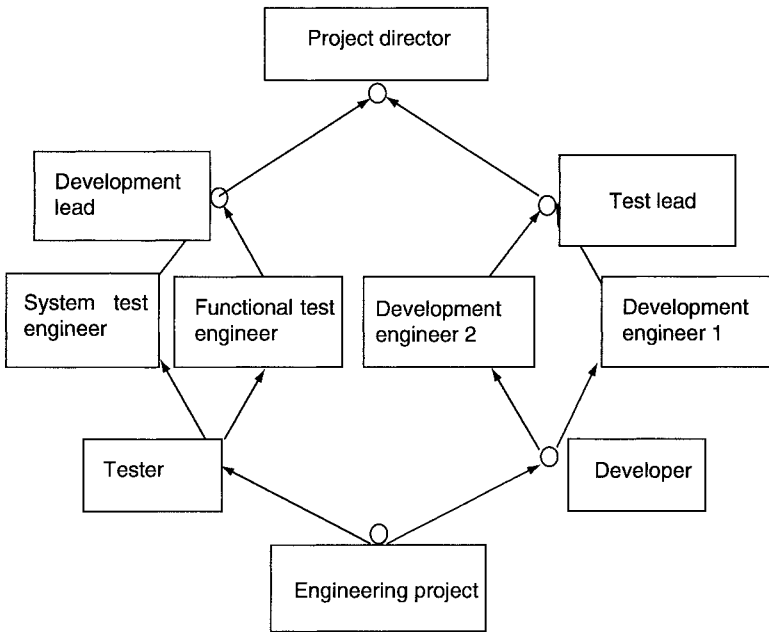 Project director
Development
lead
Test lead
System test
engineer
Functional test
engineer
Development
engineer 2
Development
engineer 1
Tester
Developer
Engineering project